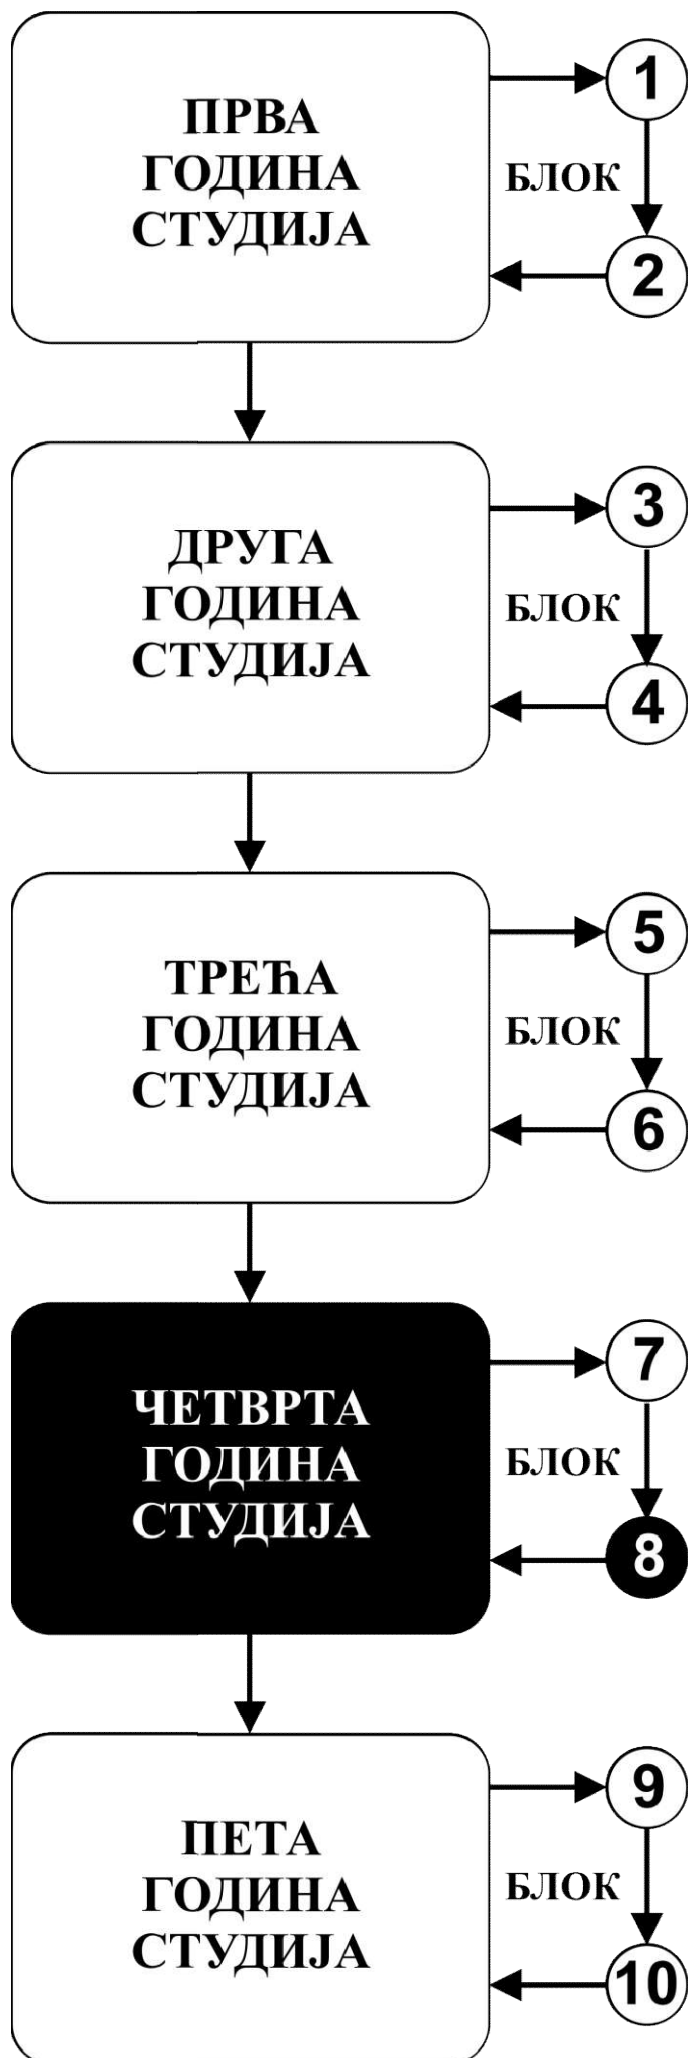 ПРВА
ГОДИНА
СТУДИЈА
1
БЛОК
2
ДРУГА
ГОДИНА
СТУДИЈА
3
БЛОК
4
ТРЕЋА
ГОДИНА
СТУДИЈА
5
БЛОК
6
ЧЕТВРТА
ГОДИНА
СТУДИЈА
7
БЛОК
8
ПЕТА
ГОДИНА
СТУДИЈА
9
БЛОК
10